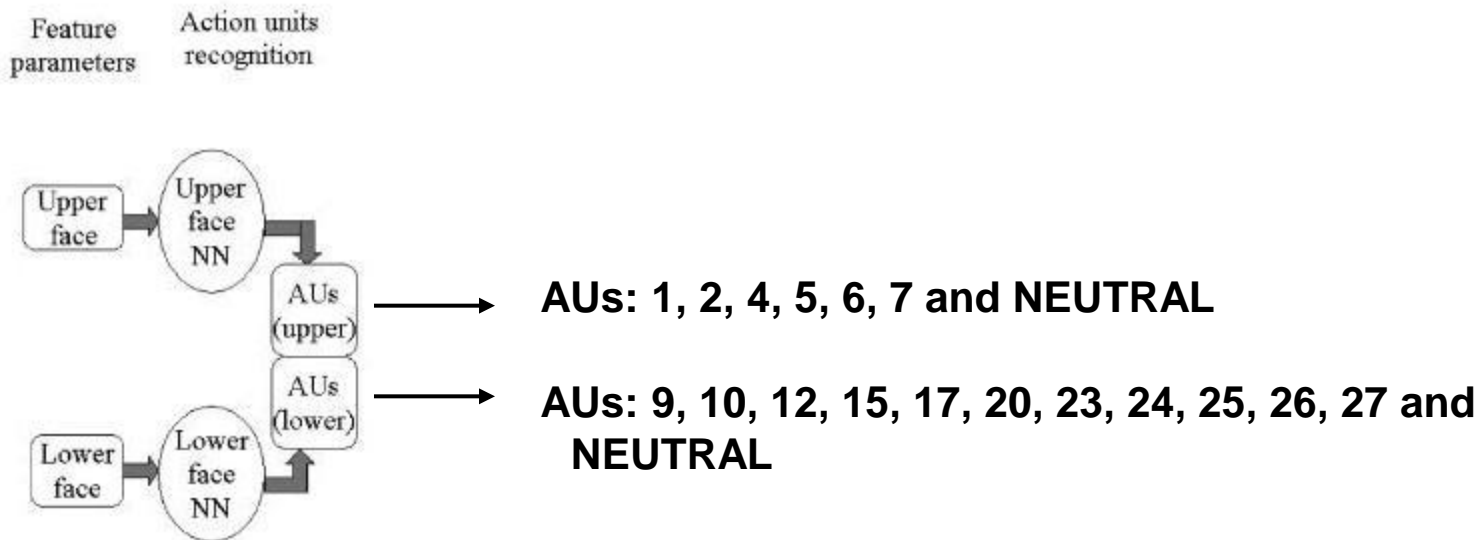 Feature
parameters
Action units
recognition
Upper
face
Upper
face
NN
AUs
(upper)
AUs: 1, 2, 4, 5, 6, 7 and NEUTRAL
AUs
(lower)
AUs: 9, 10, 12, 15, 17, 20, 23, 24, 25, 26, 27 and
NEUTRAL
Lower
face
Lower
face
NN